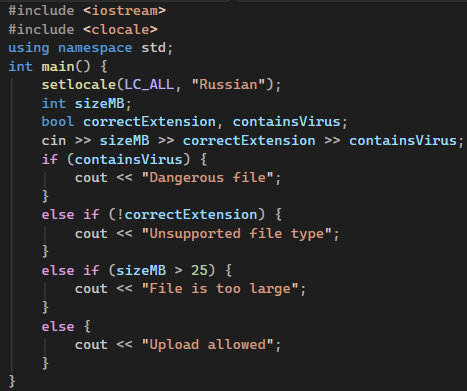 #include <iostream>
#include <clocale>
using namespace std;
int main() {
    setlocale(LC_ALL, "Russian");
    int sizeMB;
    bool correctExtension, containsVirus;
    cin >> sizeMB >> correctExtension >> containsVirus;
    if (containsVirus) {
        cout << "Dangerous file";
    }
    else if (!correctExtension) {
        cout << "Unsupported file type";
    }
    else if (sizeMB > 25) {
        cout << "File is too large";
    }
    else {
        cout << "Upload allowed";
    }
}